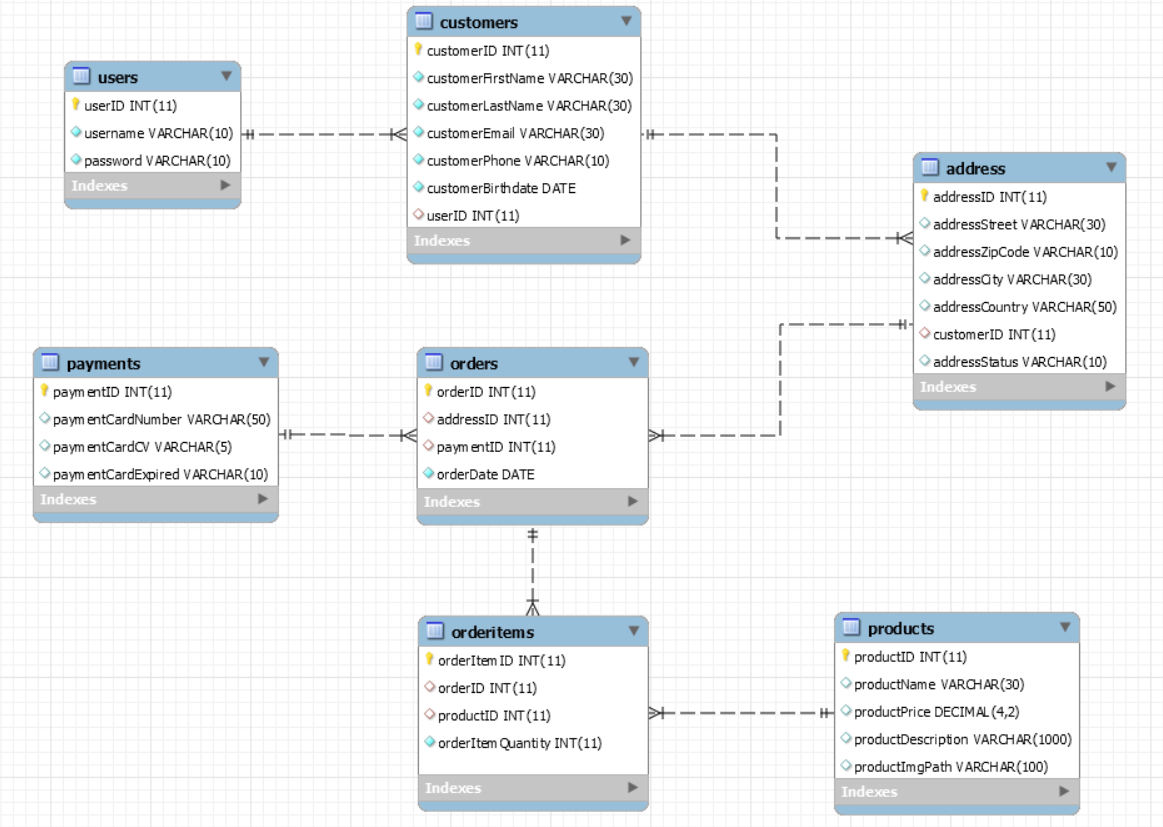 customers
customerID INT(11)
customerFirstName VARCHAR(30)
customerLastName VARCHAR(30)
customerEmail VARCHAR(30)
customerPhone VARCHAR(10)
customerBirthdate DATE
userID INT(11)
Indexes
users
userID INT(11)
username VARCHAR(10)
password VARCHAR(10)
Indexes
address
addressID INT(11)
addressStreet VARCHAR(30)
addressZipCode VARCHAR(10)
addressCity VARCHAR(30)
addressCountry VARCHAR(50)
customerID INT(11)
addressStatus VARCHAR(10)
Indexes
payments
paymentID INT(11)
paymentCardNumber VARCHAR(50)
paymentCardCV VARCHAR(5)
paymentCardExpired VARCHAR(10)
Indexes
orders
orderID INT(11)
addressID INT(11)
paymentID INT(11)
orderDate DATE
Indexes
orderitems
orderItemID INT(11)
orderID INT(11)
productID INT(11)
orderItemQuantity INT(11)
Indexes
products
productID INT(11)
productName VARCHAR(30)
productPrice DECIMAL(4,2)
productDescription VARCHAR(1000)
productImgPath VARCHAR(100)
Indexes